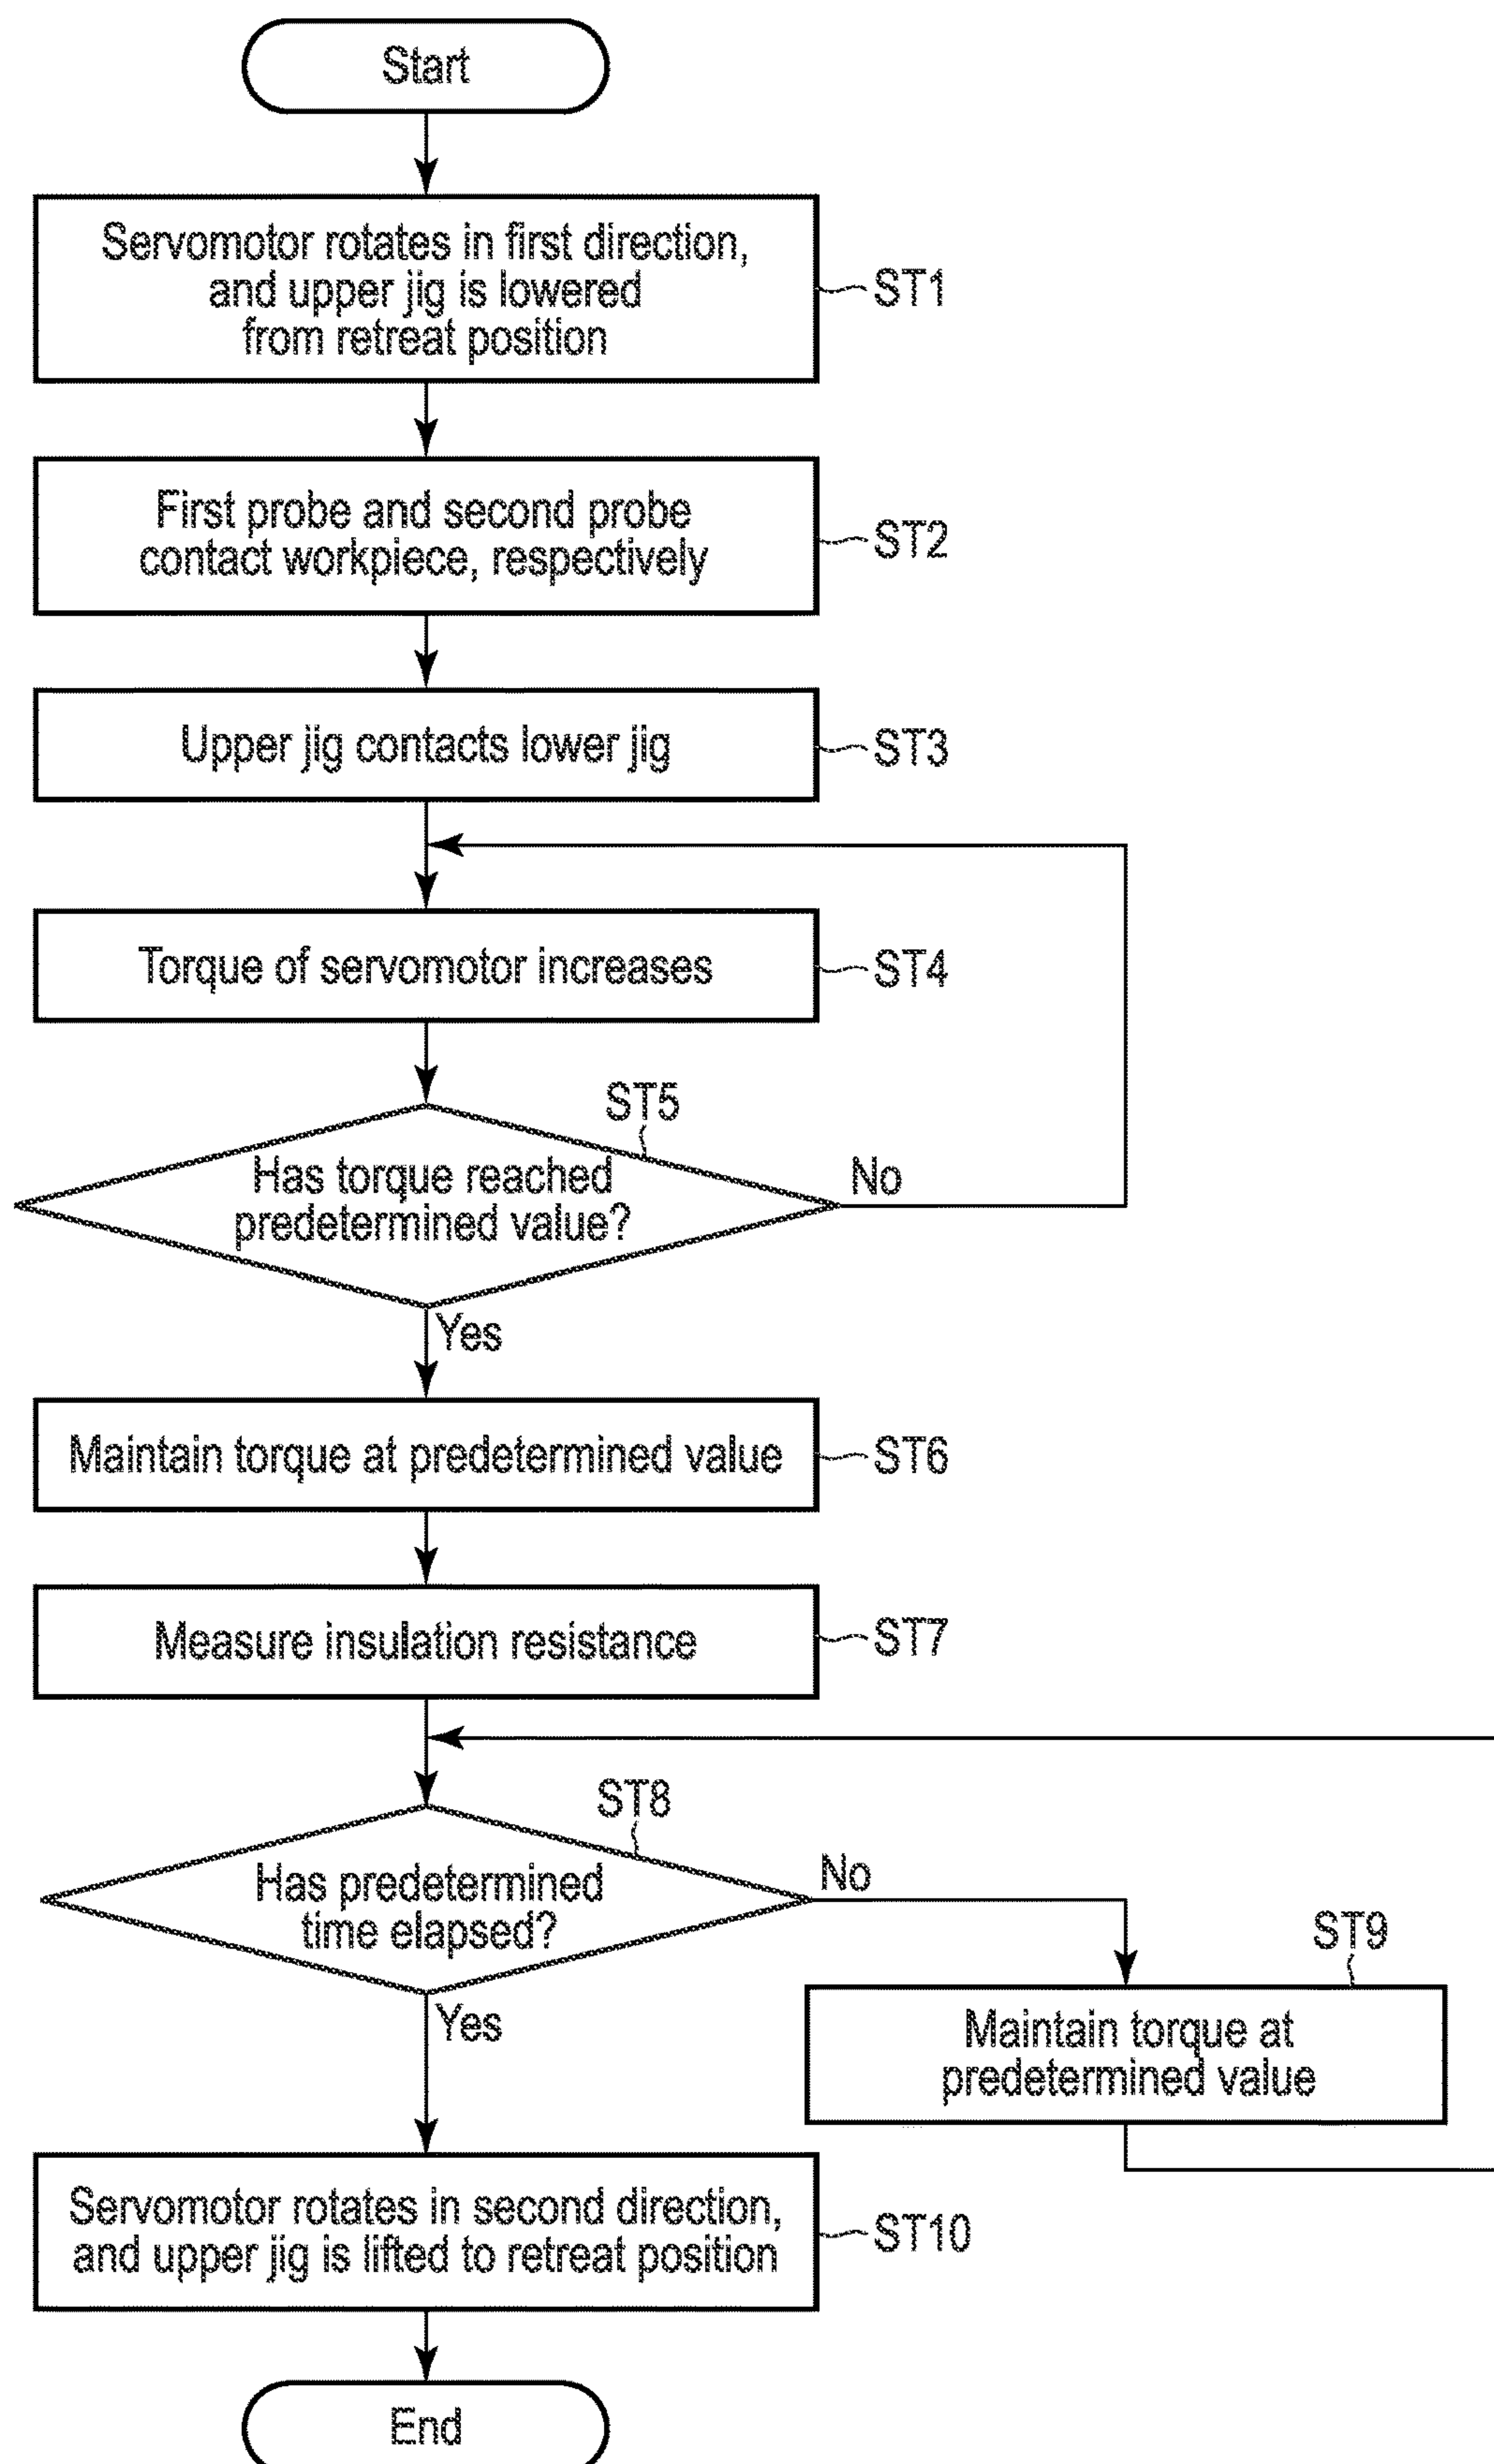 Start
Servomotor rotates in first direction,
and upper jig is lowered
from retreat position
ST1
First probe and second probe
contact workpiece, respectively
ST2
Upper jig contacts lower jig
ST3
Torque of servomotor increases
ST4
ST5
Has torque reached
predetermined value?
No
Yes
Maintain torque at predetermined value
ST6
Measure insulation resistance
ST7
ST8
Has predetermined
time elapsed?
No
Yes
ST9
Maintain torque at
predetermined value
Servomotor rotates in second direction,
and upper jig is lifted to retreat position
ST10
End